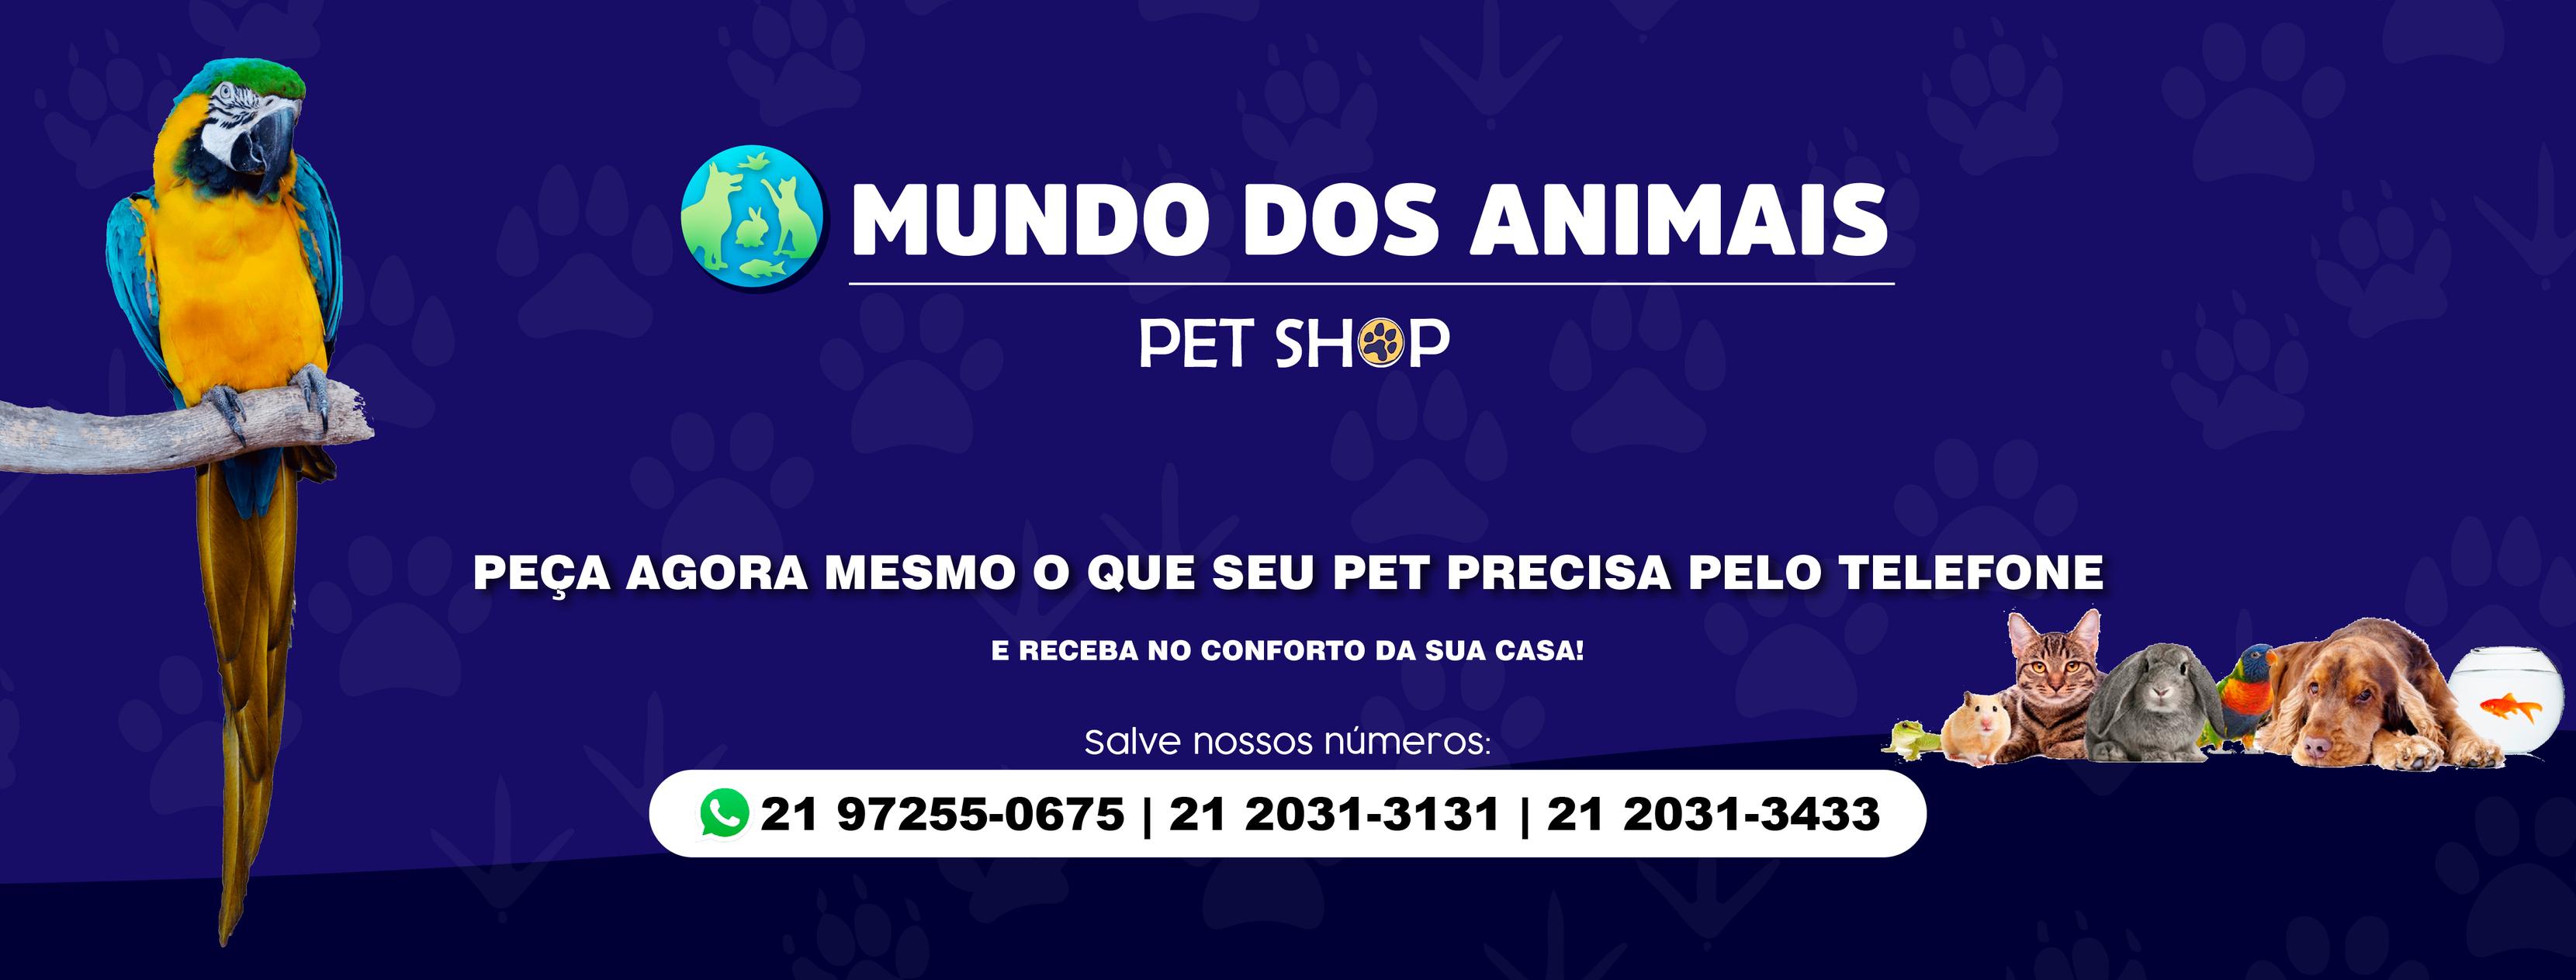 MUNDO DOS ANIMAIS
PET SHOP
PEÇA AGORA MESMO O QUE SEU PET PRECISA PELO TELEFONE
E RECEBA NO CONFORTO DA SUA CASA!
Salve nossos números:
21 97255-0675 | 21 2031-3131 | 21 2031-3433